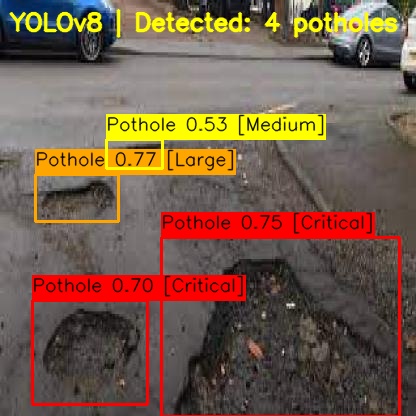 YOLOv8 | Detected: 4 potholes
Pothole 0.53 [Medium]
Pothole 0.77 [Large]
Pothole 0.75 [Critical]
Pothole 0.70 [Critical]